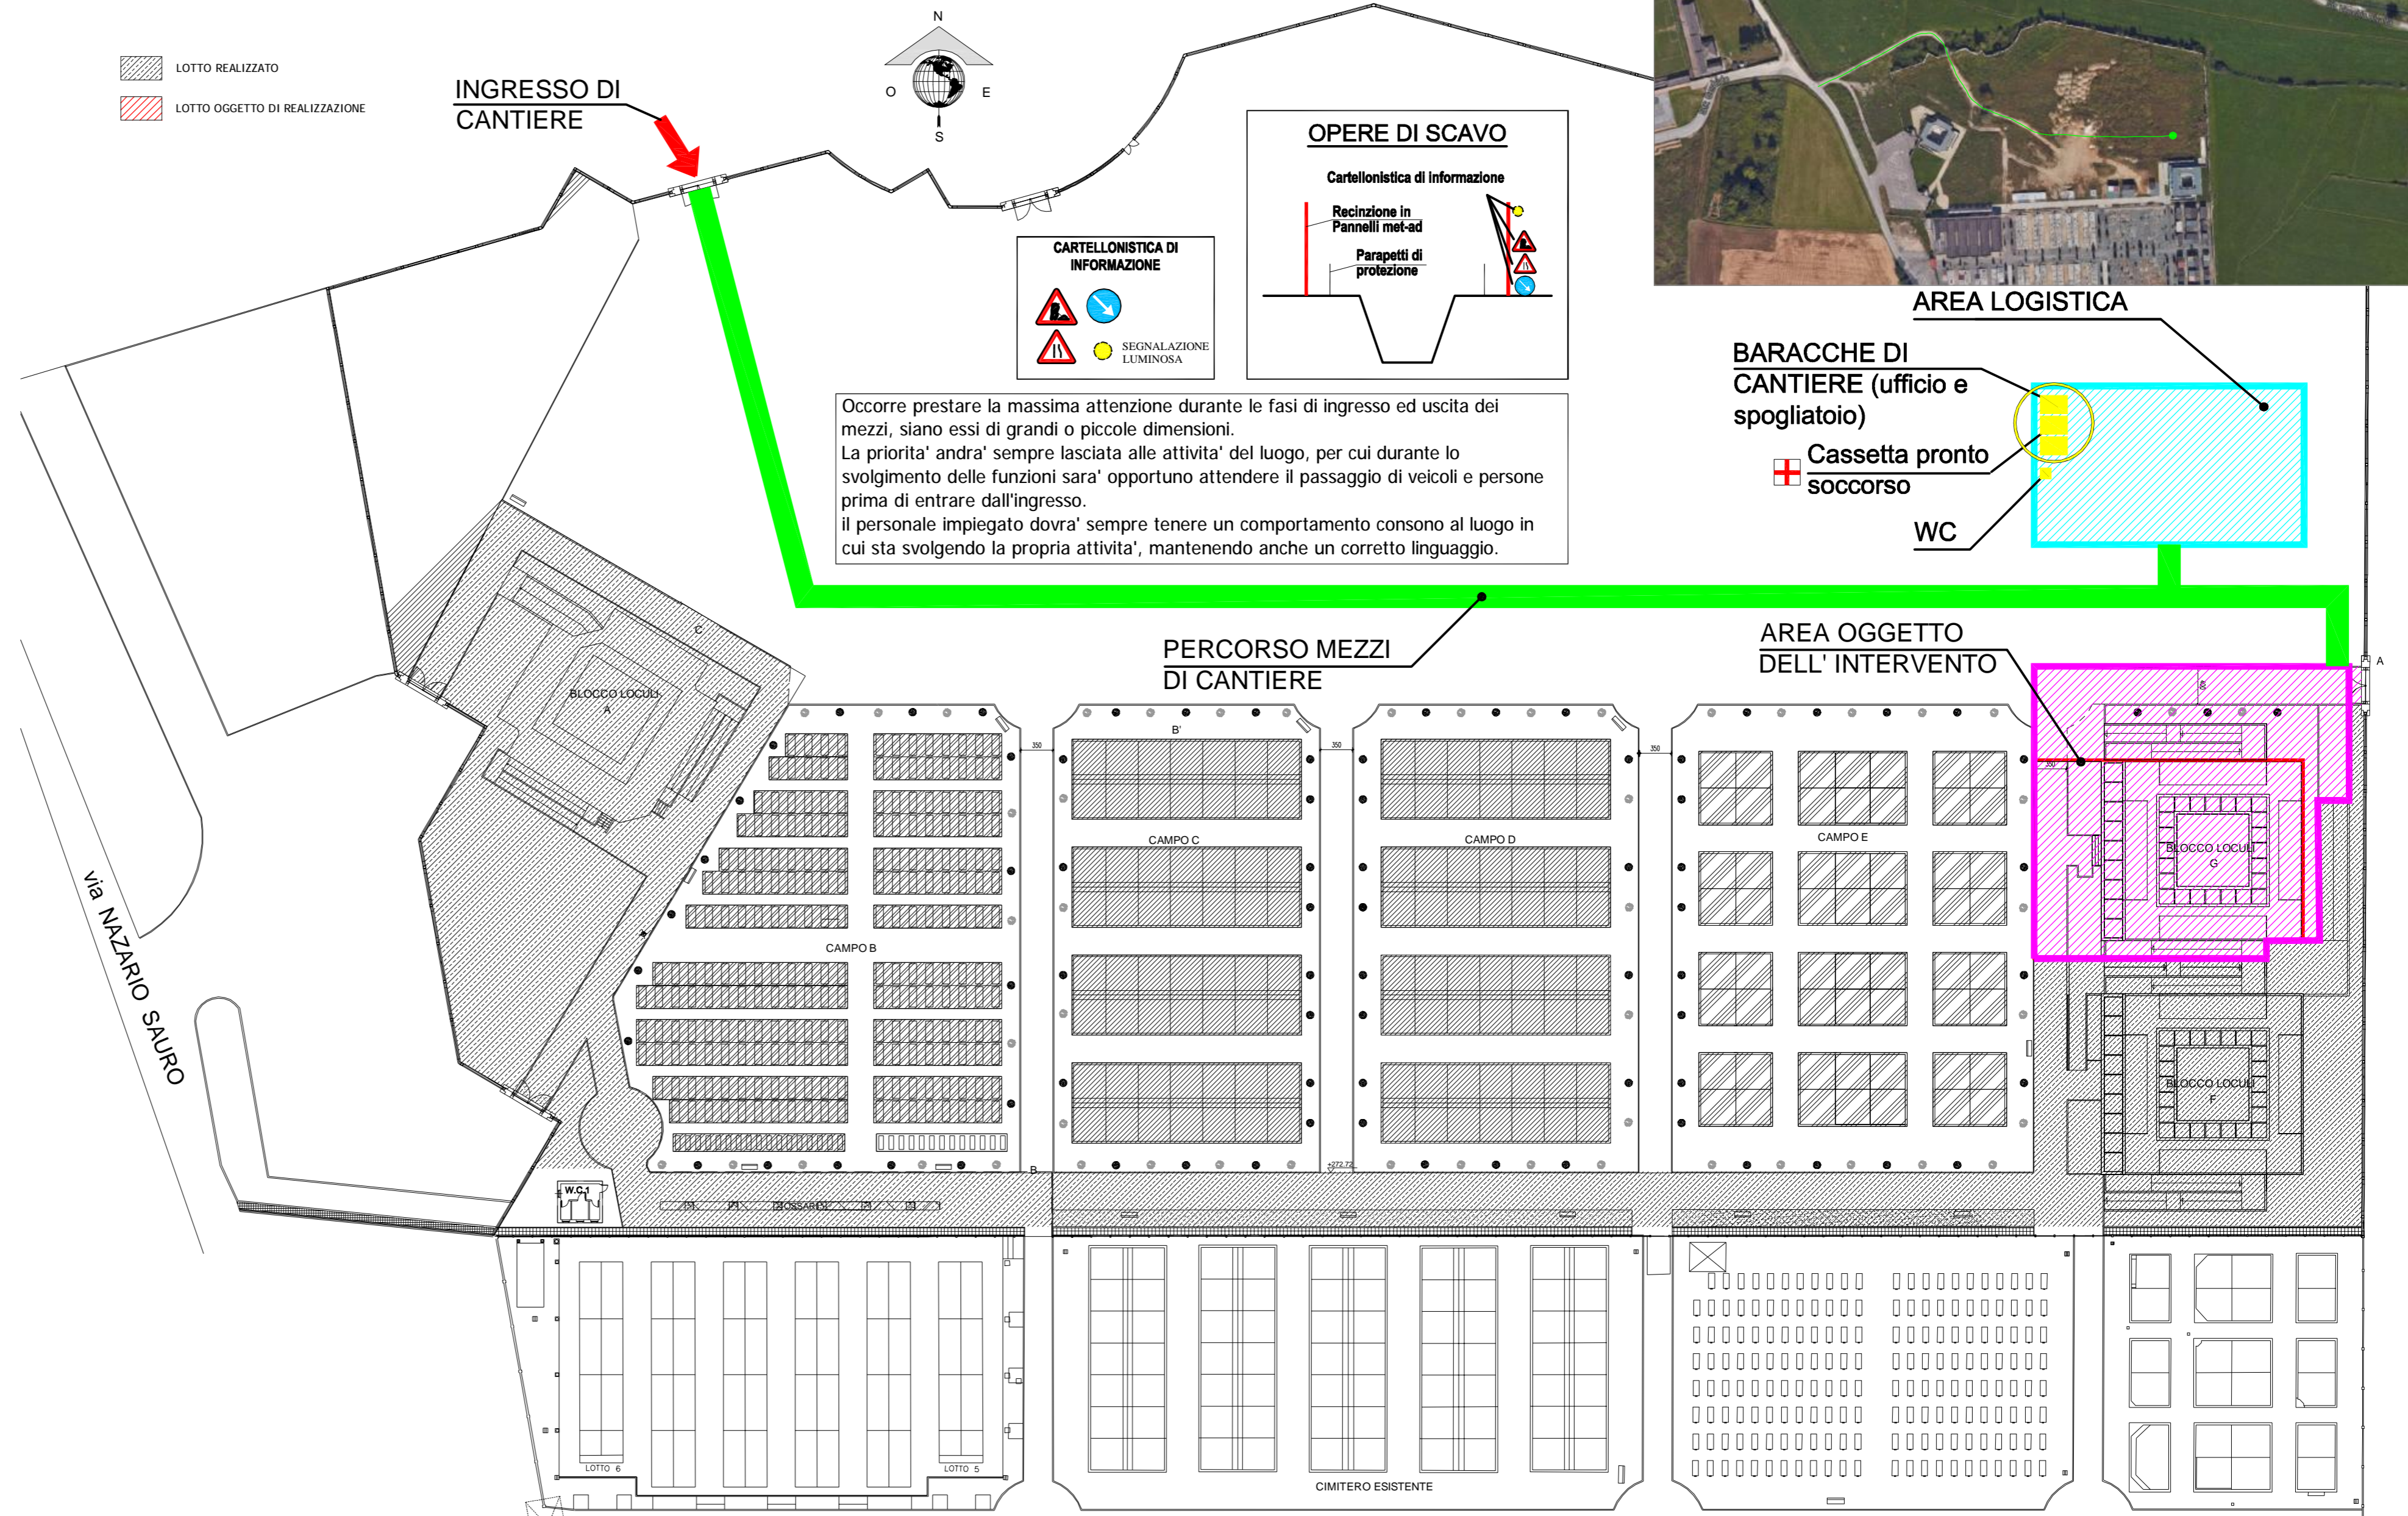 LOTTO REALIZZATO
LOTTO OGGETTO DI REALIZZAZIONE
INGRESSO DI
CANTIERE
N
O
E
S
CARTELLONISTICA DI
INFORMAZIONE
SEGNALAZIONE
LUMINOSA
OPERE DI SCAVO
Cartellonistica di informazione
Recinzione in
Pannelli met-ad
Parapetti di
protezione
AREA LOGISTICA
BARACCHE DI
CANTIERE (ufficio e
spogliatoio)
Cassetta pronto
soccorso
WC
Occorre prestare la massima attenzione durante le fasi di ingresso ed uscita dei
mezzi, siano essi di grandi o piccole dimensioni.
La priorita' andra' sempre lasciata alle attivita' del luogo, per cui durante lo
svolgimento delle funzioni sara' opportuno attendere il passaggio di veicoli e persone
prima di entrare dall'ingresso.
il personale impiegato dovra' sempre tenere un comportamento consono al luogo in
cui sta svolgendo la propria attivita', mantenendo anche un corretto linguaggio.
PERCORSO MEZZI
DI CANTIERE
AREA OGGETTO
DELL' INTERVENTO
A
C
BLOCCO LOCULI
A
B'
350
350
350
350
CAMPO B
CAMPO C
CAMPO D
CAMPO E
BLOCCO LOCULI
G
BLOCCO LOCULI
F
via NAZARIO SAURO
B
+272.72
W.C.1
OSSARI
LOTTO 6
LOTTO 5
CIMITERO ESISTENTE